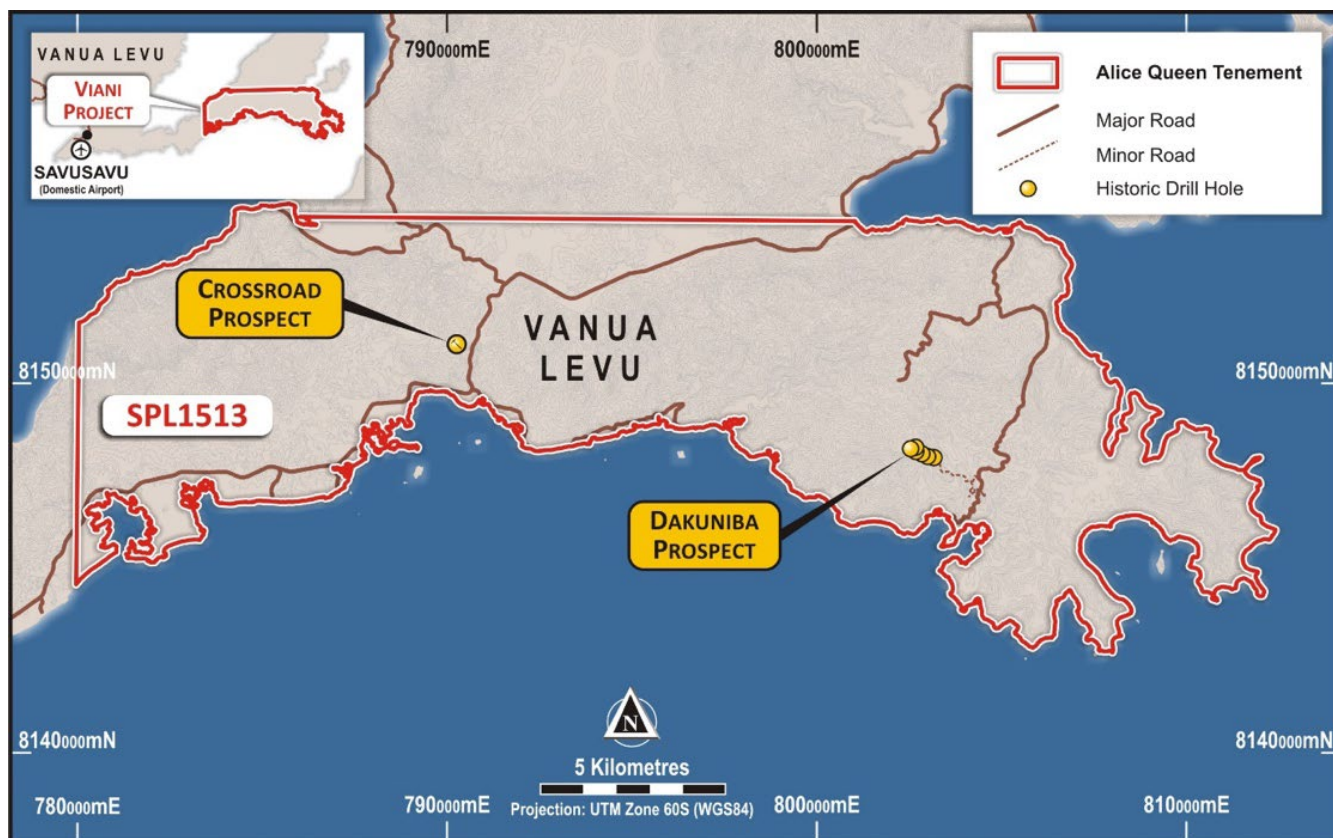 VANUA LEVU
VIANI
PROJECT
SAVUSAVU
(Domestic Airport)
790000mE
800000mE
Alice Queen Tenement
Major Road
Minor Road
Historic Drill Hole
CROSSROAD
PROSPECT
VANUA
LEVU
8150000mN
8150000mN
SPL1513
DAKUNIBA
PROSPECT
N
8140000mN
8140000mN
5 Kilometres
Projection: UTM Zone 60S (WGS84)
780000mE
790000mE
800000mE
810000mE